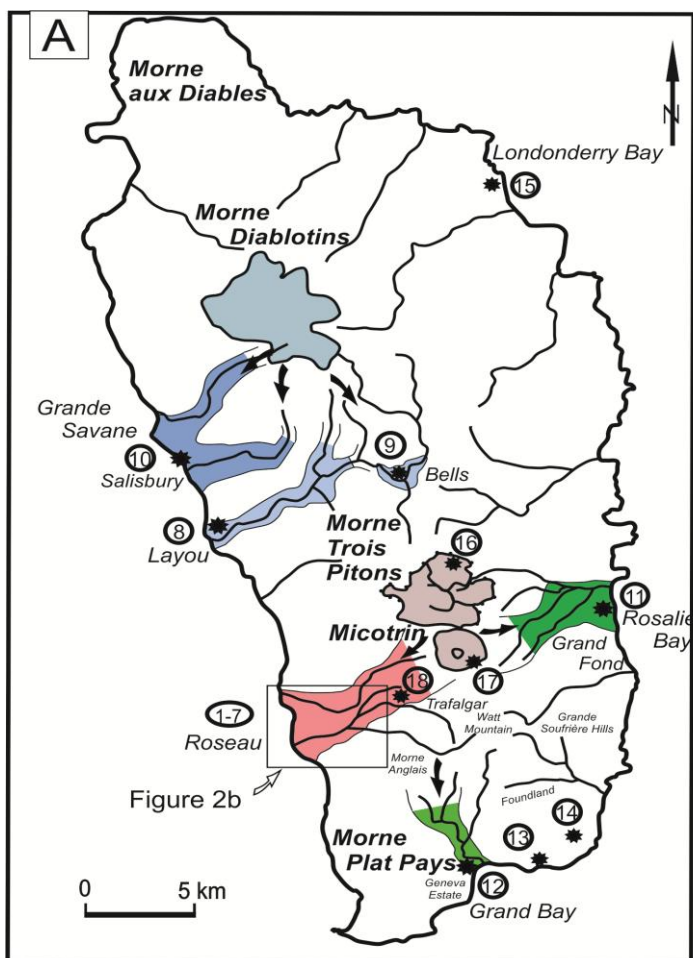 A
Morne
aux Diables
N
Londonderry Bay
15
Morne
Diablotins
Grande
Savane
10
Salisbury
9
Bells
8
Layou
Morne
Trois
Pitons
16
11
Rosalie
Bay
Micotrin
Grand
Fond
17
18
Trafalgar
1-7
Roseau
Watt
Mountain
Grande
Soufrière Hills
Morne
Anglais
Figure 2b
Foundland
14
13
Morne
Plat Pays
Geneva
Estate
12
Grand Bay
0 5 km